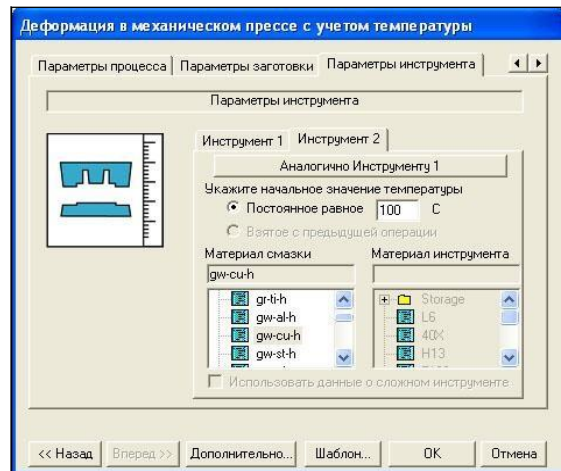 Деформация в механическом прессе с учетом температуры
Параметры процесса Параметры заготовки Параметры инструмента
Параметры инструмента
Инструмент 1 Инструмент 2
Аналогично Инструменту 1
Укажите начальное значение температуры
Постоянное равное 100 С
Взятое с предыдущей операции
Материал смазки Материал инструмента
gw-cu-h
gr-ti-h Storage
gw-al-h L6
gw-cu-h 40X
gw-st-h H13
Использовать данные о сложном инструменте
<< Назад Вперед >> Дополнительно... Шаблон... OK Отмена